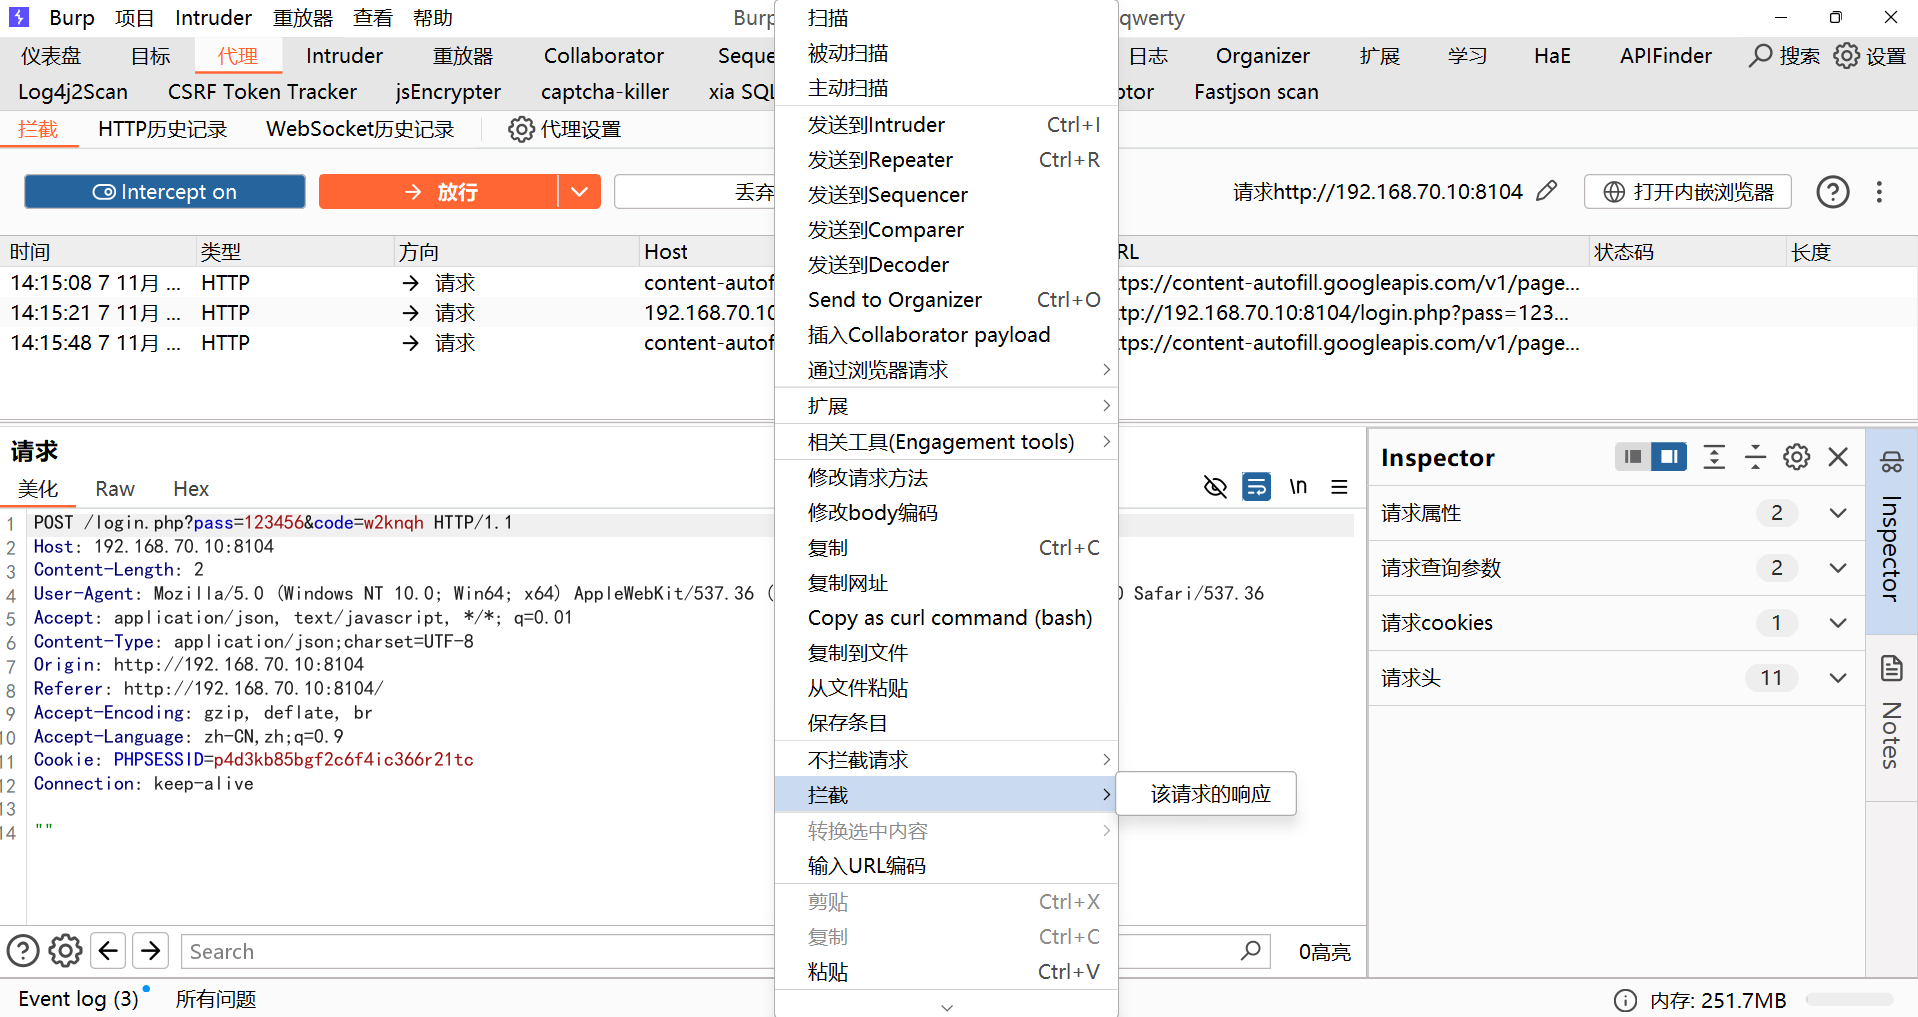 Burp 项目 Intruder 重放器 查看 帮助 Burp qwerty
仪表盘 目标 代理 Intruder 重放器 Collaborator Seque 日志 Organizer 扩展 学习 HaE APIFinder 搜索 设置
Log4j2Scan CSRF Token Tracker jsEncrypter captcha-killer xia SQL tor Fastjson scan
拦截 HTTP历史记录 WebSocket历史记录 代理设置
Intercept on 放行 丢弃 请求http://192.168.70.10:8104 打开内嵌浏览器
时间 类型 方向 Host RL 状态码 长度
14:15:08 7 11月 ... HTTP → 请求 content-autof tps://content-autofill.googleapis.com/v1/page...
14:15:21 7 11月 ... HTTP → 请求 192.168.70.10 tp://192.168.70.10:8104/login.php?pass=123...
14:15:48 7 11月 ... HTTP → 请求 content-autof tps://content-autofill.googleapis.com/v1/page...
请求
美化 Raw Hex \n
1 POST /login.php?pass=123456&code=w2knqh HTTP/1.1
2 Host: 192.168.70.10:8104
3 Content-Length: 2
4 User-Agent: Mozilla/5.0 (Windows NT 10.0; Win64; x64) AppleWebKit/537.36 ( 0 Safari/537.36
5 Accept: application/json, text/javascript, */*; q=0.01
6 Content-Type: application/json;charset=UTF-8
7 Origin: http://192.168.70.10:8104
8 Referer: http://192.168.70.10:8104/
9 Accept-Encoding: gzip, deflate, br
10 Accept-Language: zh-CN,zh;q=0.9
11 Cookie: PHPSESSID=p4d3kb85bgf2c6f4ic366r21tc
12 Connection: keep-alive
13
14 ""
扫描
被动扫描
主动扫描
发送到Intruder Ctrl+I
发送到Repeater Ctrl+R
发送到Sequencer
发送到Comparer
发送到Decoder
Send to Organizer Ctrl+O
插入Collaborator payload
通过浏览器请求
扩展
相关工具(Engagement tools)
修改请求方法
修改body编码
复制 Ctrl+C
复制网址
Copy as curl command (bash)
复制到文件
从文件粘贴
保存条目
不拦截请求
拦截
该请求的响应
转换选中内容
输入URL编码
剪贴 Ctrl+X
复制 Ctrl+C
粘贴 Ctrl+V
Inspector
请求属性 2
请求查询参数 2
请求cookies 1
请求头 11
Inspector
Notes
Search 0高亮
Event log (3) 所有问题 内存: 251.7MB